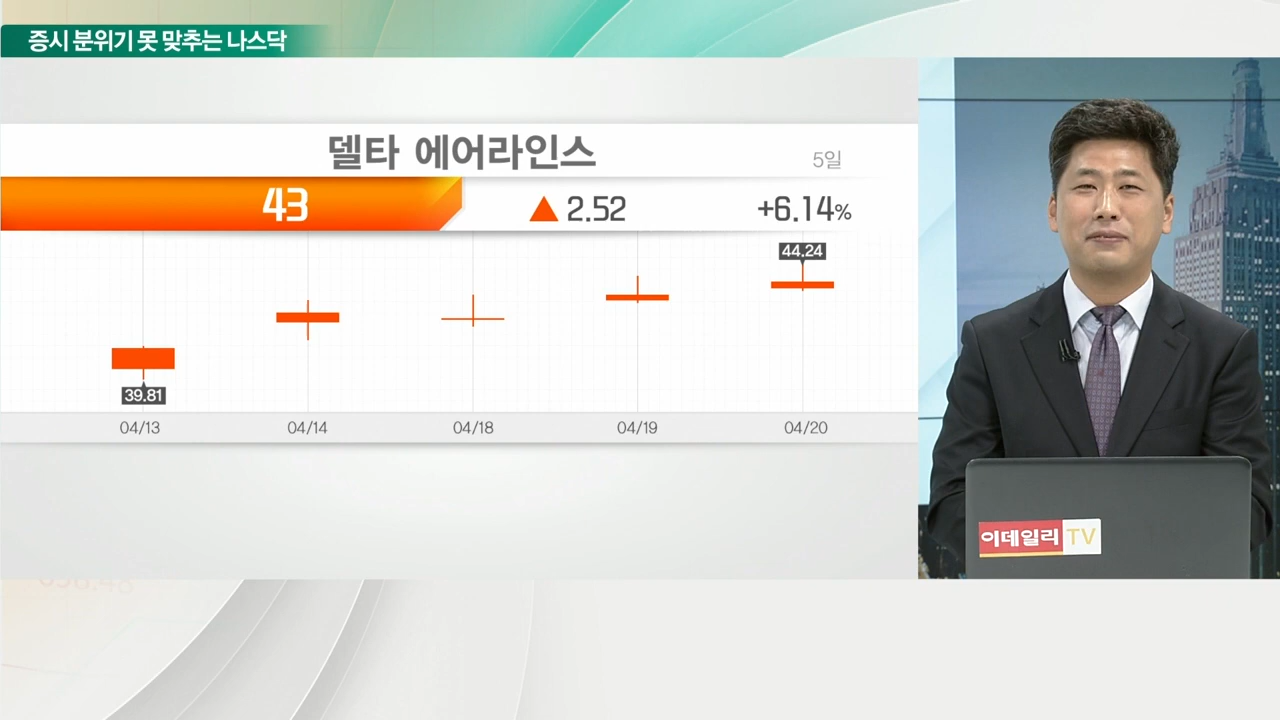 증시 분위기 못 맞추는 나스닥
델타 에어라인스
5일
43
▲ 2.52
+6.14%
44.24
39.81
04/13
04/14
04/18
04/19
04/20
이데일리 TV